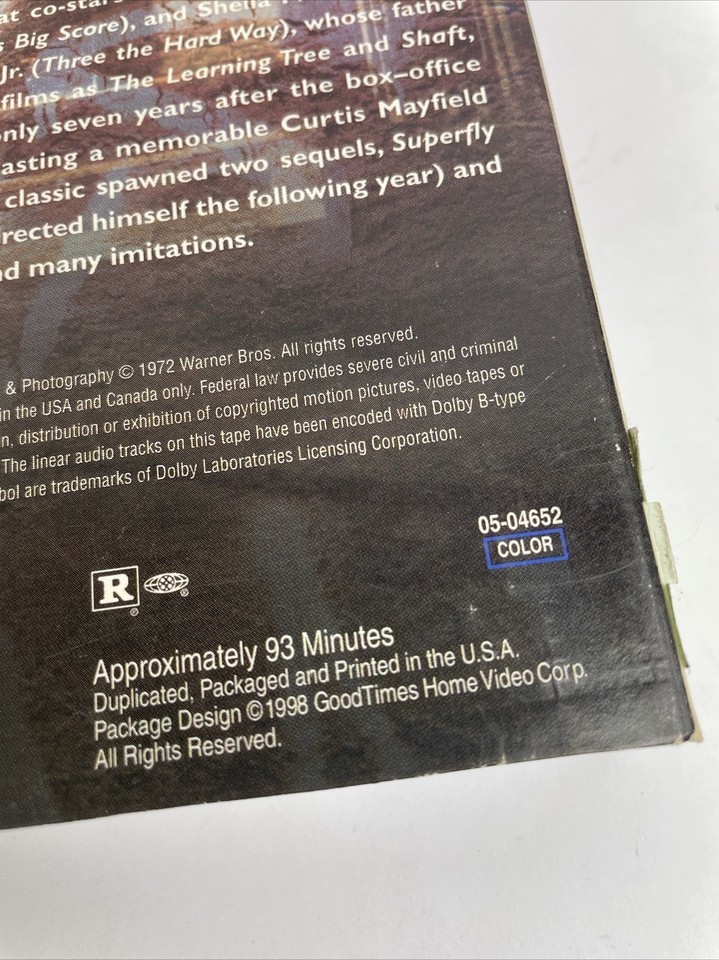 at co-star
Big Score), and Sheila
Jr. (Three the Hard Way), whose father
films as The Learning Tree and Shaft,
only seven years after the box-office
asting a memorable Curtis Mayfield
classic spawned two sequels, Superfly
rected himself the following year) and
nd many imitations.
& Photography © 1972 Warner Bros. All rights reserved.
in the USA and Canada only. Federal law provides severe civil and criminal
n, distribution or exhibition of copyrighted motion pictures, video tapes or
The linear audio tracks on this tape have been encoded with Dolby B-type
bol are trademarks of Dolby Laboratories Licensing Corporation.
05-04652
COLOR
R ®
®
Approximately 93 Minutes
Duplicated, Packaged and Printed in the U.S.A.
Package Design ©1998 GoodTimes Home Video Corp.
All Rights Reserved.